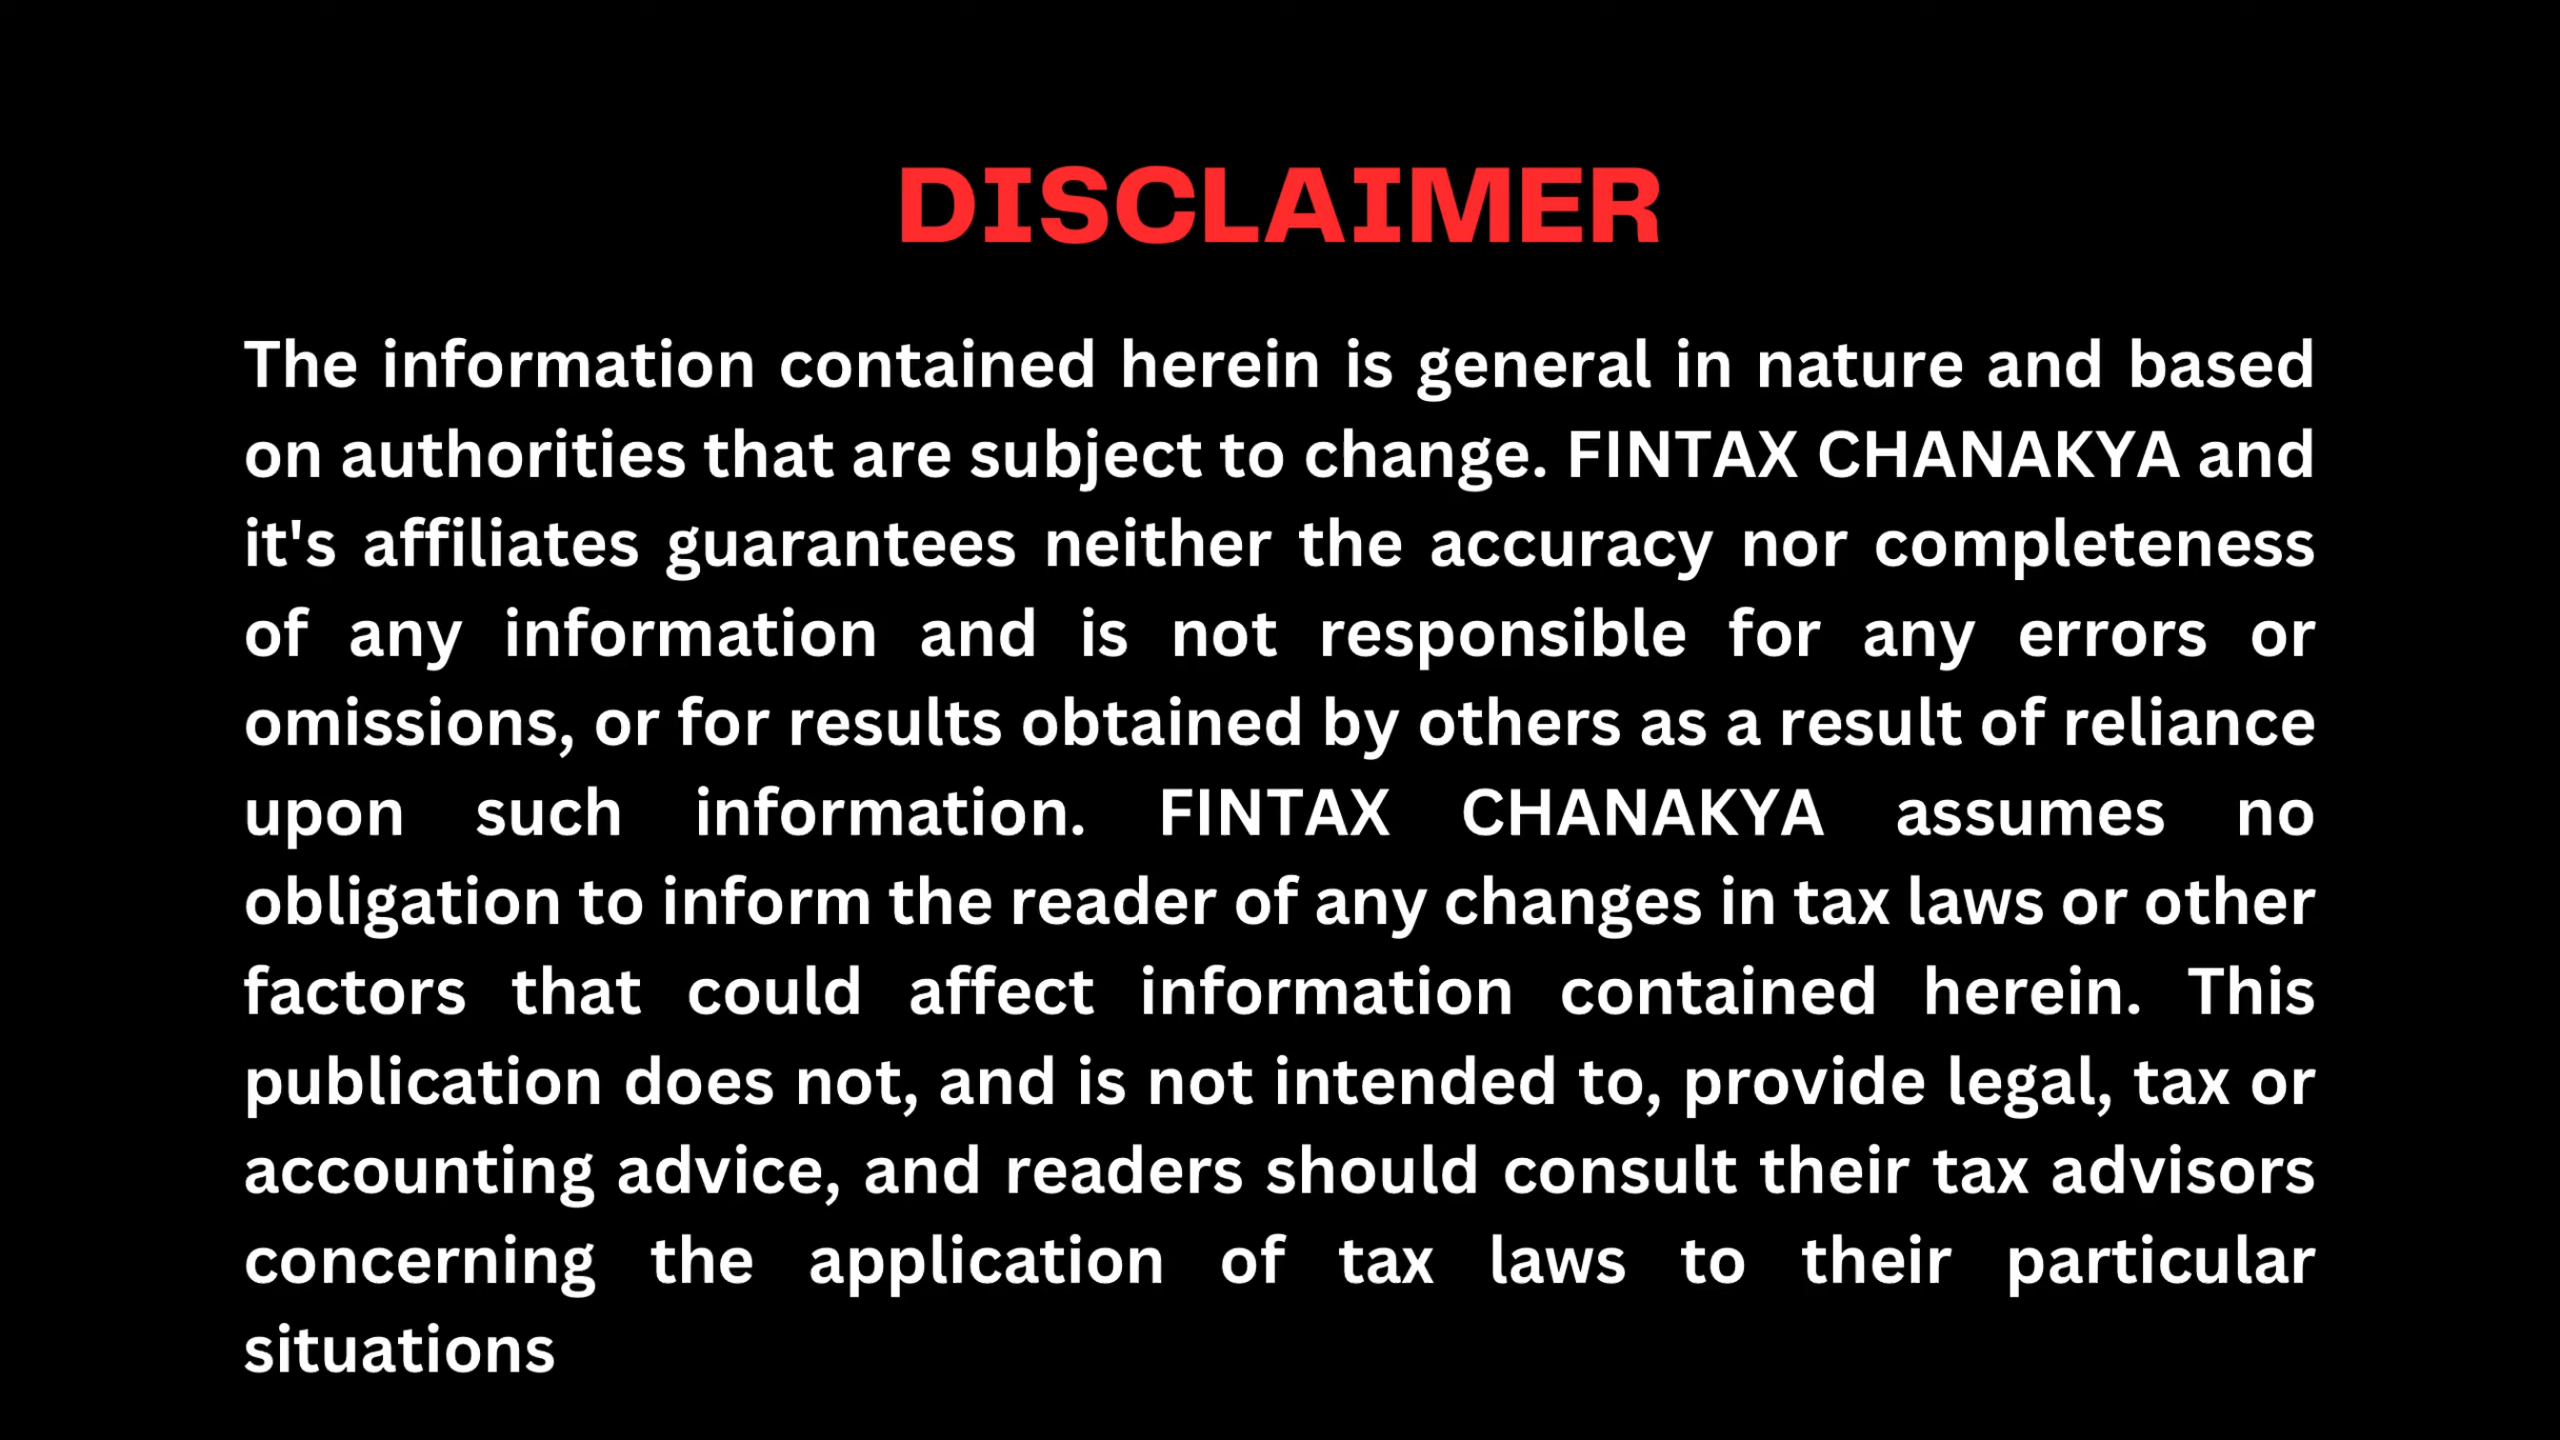 DISCLAIMER
The information contained herein is general in nature and based
on authorities that are subject to change. FINTAX CHANAKYA and
it's affiliates guarantees neither the accuracy nor completeness
of any information and is not responsible for any errors or
omissions, or for results obtained by others as a result of reliance
upon such information. FINTAX CHANAKYA assumes no
obligation to inform the reader of any changes in tax laws or other
factors that could affect information contained herein. This
publication does not, and is not intended to, provide legal, tax or
accounting advice, and readers should consult their tax advisors
concerning the application of tax laws to their particular
situations